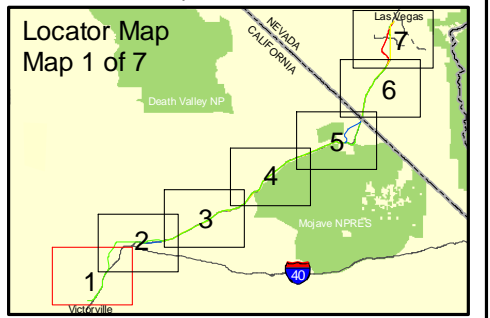 Locator Map
Map 1 of 7
NEVADA
CALIFORNIA
Las Vegas
7
6
Death Valley NP
5
4
3
Mojave NPRES
2
1
40
Victorville